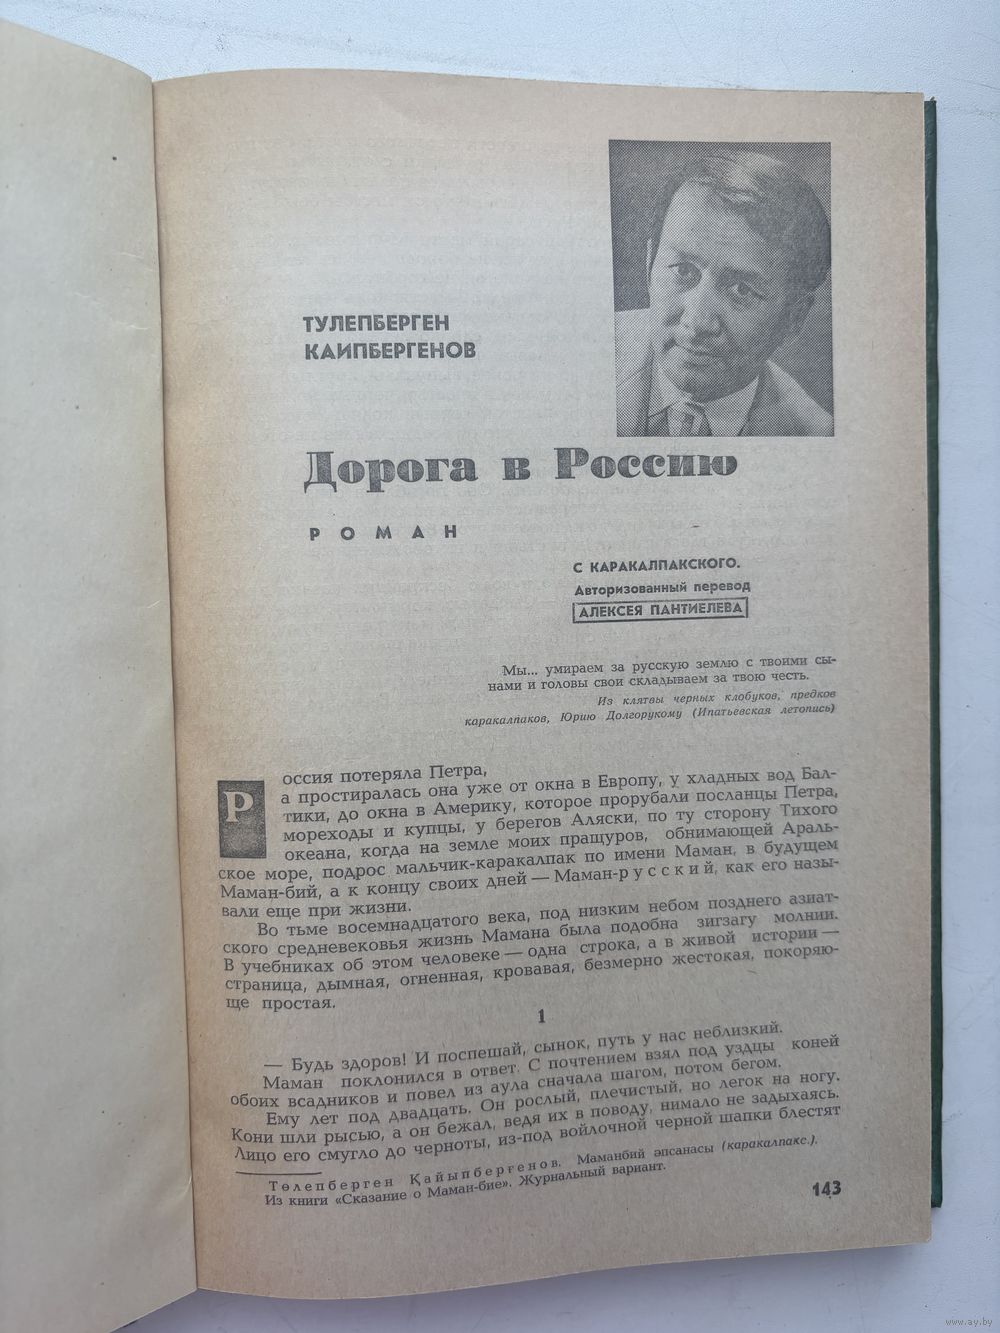 ТУЛЕПБЕРГЕН
КАИПБЕРГЕНОВ
Дорога в Россию
РОМАН
С КАРАКАЛПАКСКОГО.
Авторизованный перевод
АЛЕКСЕЯ ПАНТИЕЛЕВА
Мы... умираем за русскую землю с твоими сы-
нами и головы свои складываем за твою честь.
Из клятвы черных клобуков, предков
каракалпаков, Юрию Долгорукому (Ипатьевская летопись)
Р оссия потеряла Петра,
а простиралась она уже от окна в Европу, у хладных вод Бал-
тики, до окна в Америку, которое прорубали посланцы Петра,
мореходы и купцы, у берегов Аляски, по ту сторону Тихого
океана, когда на земле моих пращуров, обнимающей Араль-
ское море, подрос мальчик-каракалпак по имени Маман, в будущем
Маман-бий, а к концу своих дней — Маман-русский, как его назы-
вали еще при жизни.
Во тьме восемнадцатого века, под низким небом позднего азиат-
ского средневековья жизнь Мамана была подобна зигзагу молнии.
В учебниках об этом человеке — одна строка, а в живой истории —
страница, дымная, огненная, кровавая, безмерно жестокая, покоряю-
ще простая.
1
— Будь здоров! И поспешай, сынок, путь у нас неблизкий.
Маман поклонился в ответ. С почтением взял под уздцы коней
обоих всадников и повел из аула сначала шагом, потом бегом.
Ему лет под двадцать. Он рослый, плечистый, но легок на ногу.
Кони шли рысью, а он бежал, ведя их в поводу, нимало не задыхаясь.
Лицо его смугло до черноты, из-под войлочной черной шапки блестят
Төлепберген Қайыпбергенов. Маманбий әпсанасы (каракалпакс.).
Из книги «Сказание о Маман-бие». Журнальный вариант.
143
www.ay.by